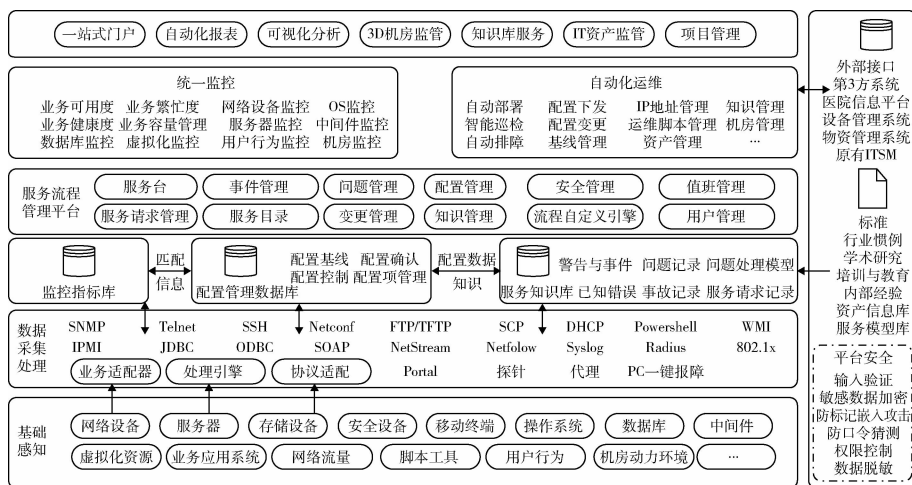 一站式门户 自动化报表 可视化分析 3D机房监管 知识库服务 IT资产监管 项目管理
统一监控
业务可用度 业务繁忙度 网络设备监控 OS监控
业务健康度 业务容量管理 服务器监控 中间件监控
数据库监控 虚拟化监控 用户行为监控 机房监控
自动化运维
自动部署 配置下发 IP地址管理 知识管理
智能巡检 配置变更 运维脚本管理 机房管理
自动排障 基线管理 资产管理 …
服务流程
管理平台
服务台 事件管理 问题管理 配置管理 安全管理 值班管理
服务请求管理 服务目录 变更管理 知识管理 流程自定义引擎 用户管理
监控指标库
匹配
信息
配置基线 配置确认
配置控制 配置项管理
配置管理数据库
配置数据
知识
警告与事件 问题记录 问题处理模型
服务知识库 已知错误 事故记录 服务请求记录
数据
采集
处理
SNMP Telnet SSH Netconf FTP/TFTP SCP DHCP Powershell WMI
IPMI JDBC ODBC SOAP NetStream Netfolow Syslog Radius 802.1x
业务适配器 处理引擎 协议适配 Portal 探针 代理 PC一键报障
基础
感知
网络设备 服务器 存储设备 安全设备 移动终端 操作系统 数据库 中间件
虚拟化资源 业务应用系统 网络流量 脚本工具 用户行为 机房动力环境 …
外部接口
第3方系统
医院信息平台
设备管理系统
物资管理系统
原有ITSM
标准
行业惯例
学术研究
培训与教育
内部经验
资产信息库
服务模型库
平台安全
输入验证
敏感数据加密
防标记嵌入攻击
防口令猜测
权限控制
数据脱敏